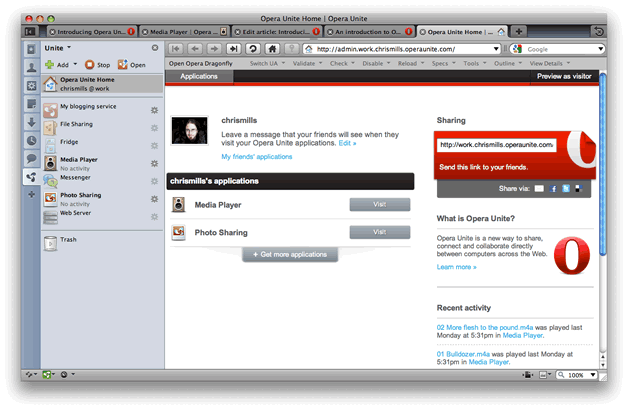 Opera Unite Home | Opera Unite
Introducing Opera Un...
Media Player | Opera ...
Edit article: Introduci...
An introduction to O...
Opera Unite Home | ...
Unite
http://admin.work.chrismills.operaunite.com/
Google
Add
Stop
Open
Open Opera Dragonfly
Switch UA
Validate
Check
Disable
Reload
Specs
Tools
Outline
View Details
Applications
Preview as visitor
Opera Unite Home
chrismills @work
My blogging service
File Sharing
Fridge
Media Player
No activity
Messenger
Photo Sharing
No activity
Web Server
Trash
chrismills
Leave a message that your friends will see when they
visit your Opera Unite applications. Edit »
My friends' applications
chrismills's applications
Media Player
Visit
Photo Sharing
Visit
+ Get more applications
Sharing
http://work.chrismills.operaunite.com/
Send this link to your friends.
Share via:
What is Opera Unite?
Opera Unite is a new way to share,
connect and collaborate directly
between computers across the Web.
Learn more »
Recent activity
02 More flesh to the pound.m4a was played last
Monday at 5:31pm in Media Player.
01 Bulldozer.m4a was played last Monday at
5:31pm in Media Player.
100%